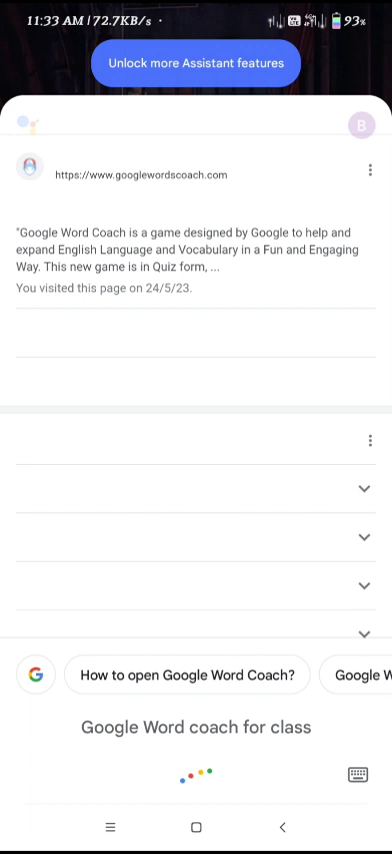 11:33 AM | 72.7KB/s ·
93%
Unlock more Assistant features
B
https://www.googlewordscoach.com
"Google Word Coach is a game designed by Google to help and
expand English Language and Vocabulary in a Fun and Engaging
Way. This new game is in Quiz form, ...
You visited this page on 24/5/23.
G
How to open Google Word Coach?
Google W
Google Word coach for class